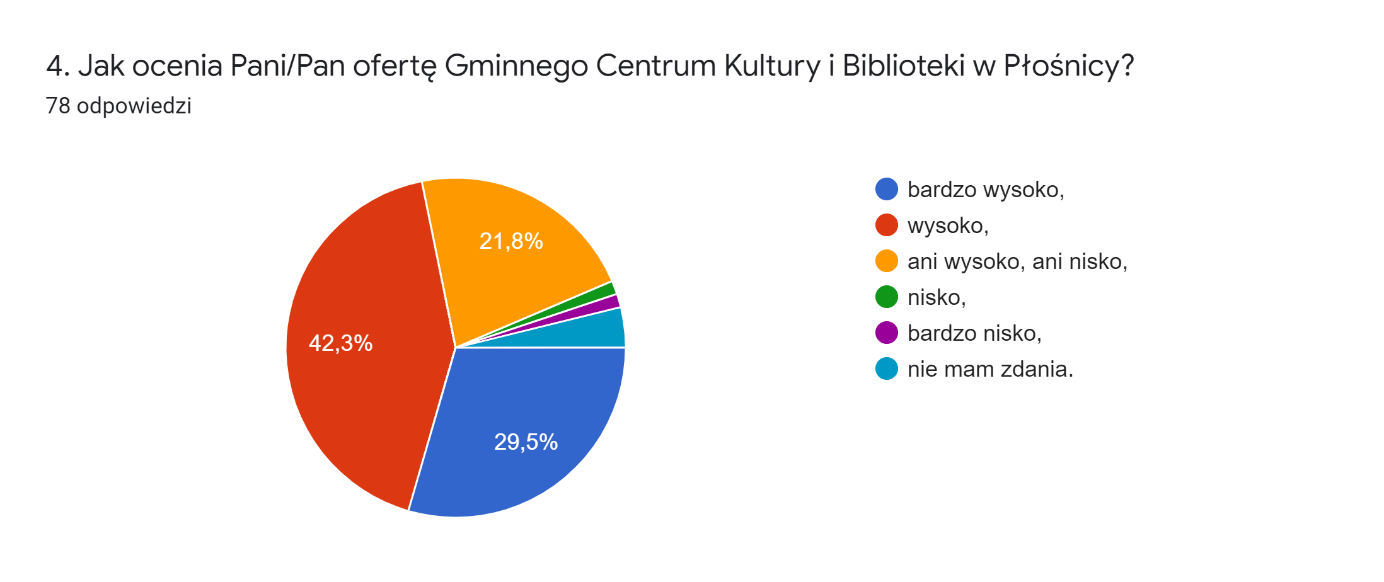 4. Jak ocenia Pani/Pan ofertę Gminnego Centrum Kultury i Biblioteki w Płośnicy?
78 odpowiedzi
21,8%
42,3%
29,5%
bardzo wysoko,
wysoko,
ani wysoko, ani nisko,
nisko,
bardzo nisko,
nie mam zdania.